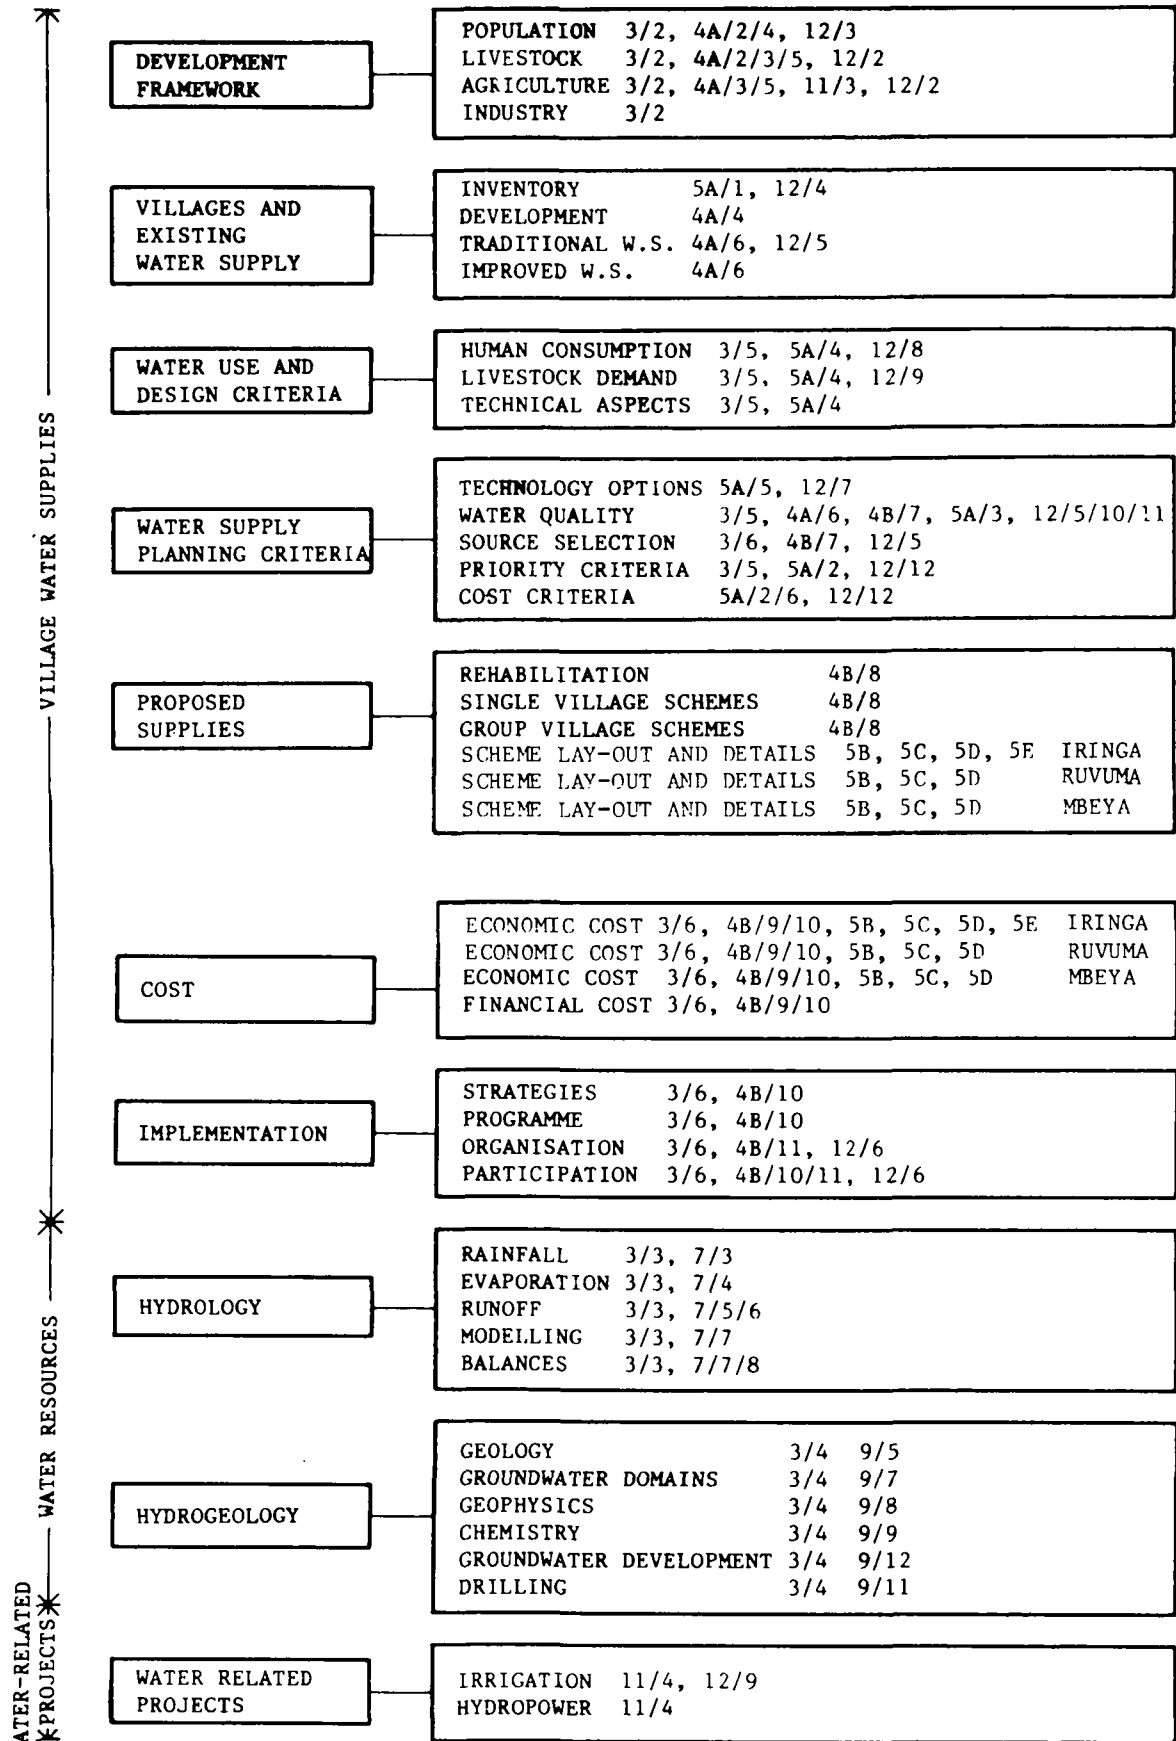 VILLAGE WATER SUPPLIES
DEVELOPMENT
FRAMEWORK
POPULATION 3/2, 4A/2/4, 12/3
LIVESTOCK 3/2, 4A/2/3/5, 12/2
AGRICULTURE 3/2, 4A/3/5, 11/3, 12/2
INDUSTRY 3/2
VILLAGES AND
EXISTING
WATER SUPPLY
INVENTORY 5A/1, 12/4
DEVELOPMENT 4A/4
TRADITIONAL W.S. 4A/6, 12/5
IMPROVED W.S. 4A/6
WATER USE AND
DESIGN CRITERIA
HUMAN CONSUMPTION 3/5, 5A/4, 12/8
LIVESTOCK DEMAND 3/5, 5A/4, 12/9
TECHNICAL ASPECTS 3/5, 5A/4
WATER SUPPLY
PLANNING CRITERIA
TECHNOLOGY OPTIONS 5A/5, 12/7
WATER QUALITY 3/5, 4A/6, 4B/7, 5A/3, 12/5/10/11
SOURCE SELECTION 3/6, 4B/7, 12/5
PRIORITY CRITERIA 3/5, 5A/2, 12/12
COST CRITERIA 5A/2/6, 12/12
PROPOSED
SUPPLIES
REHABILITATION 4B/8
SINGLE VILLAGE SCHEMES 4B/8
GROUP VILLAGE SCHEMES 4B/8
SCHEME LAY-OUT AND DETAILS 5B, 5C, 5D, 5E IRINGA
SCHEME LAY-OUT AND DETAILS 5B, 5C, 5D RUVUMA
SCHEME LAY-OUT AND DETAILS 5B, 5C, 5D MBEYA
COST
ECONOMIC COST 3/6, 4B/9/10, 5B, 5C, 5D, 5E IRINGA
ECONOMIC COST 3/6, 4B/9/10, 5B, 5C, 5D RUVUMA
ECONOMIC COST 3/6, 4B/9/10, 5B, 5C, 5D MBEYA
FINANCIAL COST 3/6, 4B/9/10
IMPLEMENTATION
STRATEGIES 3/6, 4B/10
PROGRAMME 3/6, 4B/10
ORGANISATION 3/6, 4B/11, 12/6
PARTICIPATION 3/6, 4B/10/11, 12/6
WATER RESOURCES
HYDROLOGY
RAINFALL 3/3, 7/3
EVAPORATION 3/3, 7/4
RUNOFF 3/3, 7/5/6
MODELLING 3/3, 7/7
BALANCES 3/3, 7/7/8
HYDROGEOLOGY
GEOLOGY 3/4 9/5
GROUNDWATER DOMAINS 3/4 9/7
GEOPHYSICS 3/4 9/8
CHEMISTRY 3/4 9/9
GROUNDWATER DEVELOPMENT 3/4 9/12
DRILLING 3/4 9/11
ATER-RELATED
PROJECTS
WATER RELATED
PROJECTS
IRRIGATION 11/4, 12/9
HYDROPOWER 11/4